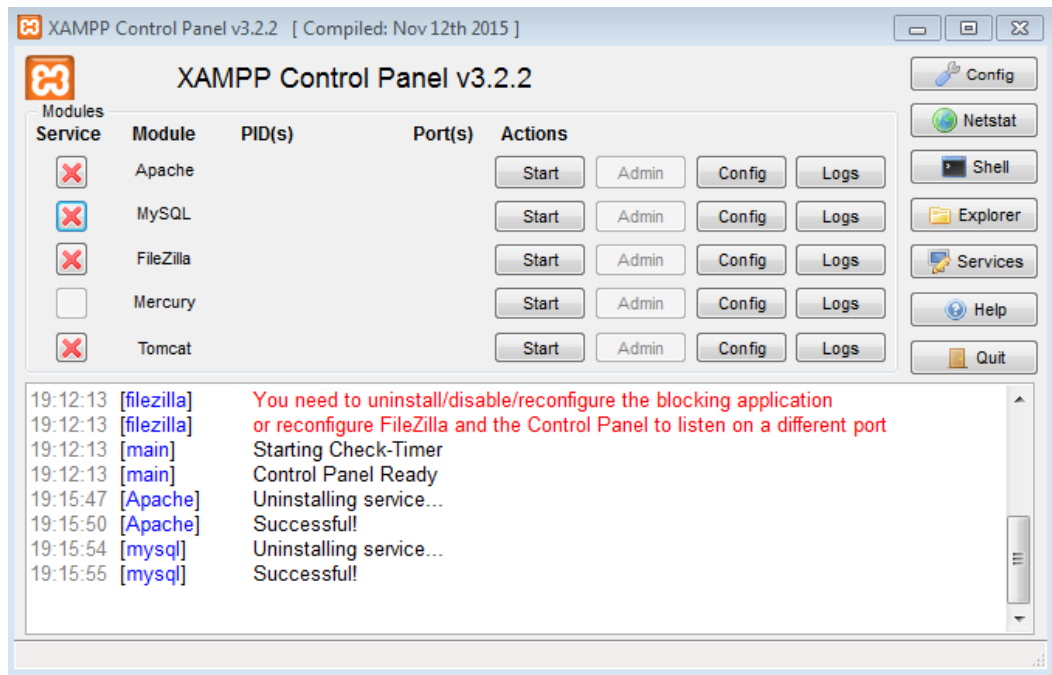 XAMPP Control Panel v3.2.2 [ Compiled: Nov 12th 2015 ]
XAMPP Control Panel v3.2.2
Config
Modules
Service Module PID(s) Port(s) Actions
Netstat
Apache Start Admin Config Logs
Shell
MySQL Start Admin Config Logs
Explorer
FileZilla Start Admin Config Logs
Services
Mercury Start Admin Config Logs
Help
Tomcat Start Admin Config Logs
Quit
19:12:13 [filezilla] You need to uninstall/disable/reconfigure the blocking application
19:12:13 [filezilla] or reconfigure FileZilla and the Control Panel to listen on a different port
19:12:13 [main] Starting Check-Timer
19:12:13 [main] Control Panel Ready
19:15:47 [Apache] Uninstalling service...
19:15:50 [Apache] Successful!
19:15:54 [mysql] Uninstalling service...
19:15:55 [mysql] Successful!